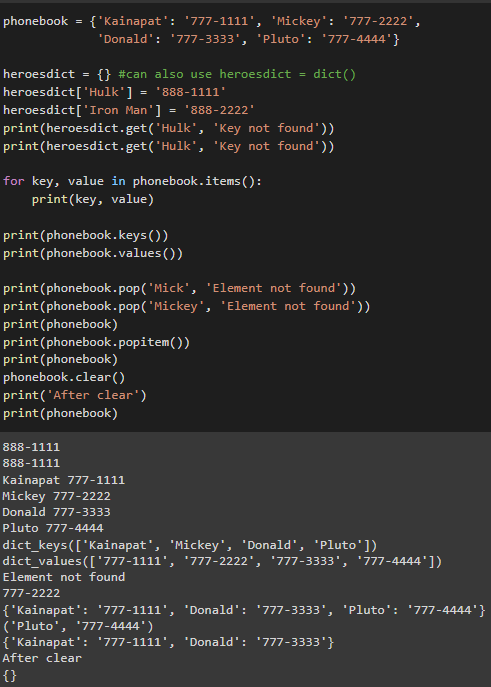 phonebook = {'Kainapat': '777-1111', 'Mickey': '777-2222',
             'Donald': '777-3333', 'Pluto': '777-4444'}

heroesdict = {} #can also use heroesdict = dict()
heroesdict['Hulk'] = '888-1111'
heroesdict['Iron Man'] = '888-2222'
print(heroesdict.get('Hulk', 'Key not found'))
print(heroesdict.get('Hulk', 'Key not found'))

for key, value in phonebook.items():
    print(key, value)

print(phonebook.keys())
print(phonebook.values())

print(phonebook.pop('Mick', 'Element not found'))
print(phonebook.pop('Mickey', 'Element not found'))
print(phonebook)
print(phonebook.popitem())
print(phonebook)
phonebook.clear()
print('After clear')
print(phonebook)

888-1111
888-1111
Kainapat 777-1111
Mickey 777-2222
Donald 777-3333
Pluto 777-4444
dict_keys(['Kainapat', 'Mickey', 'Donald', 'Pluto'])
dict_values(['777-1111', '777-2222', '777-3333', '777-4444'])
Element not found
777-2222
{'Kainapat': '777-1111', 'Donald': '777-3333', 'Pluto': '777-4444'}
('Pluto', '777-4444')
{'Kainapat': '777-1111', 'Donald': '777-3333'}
After clear
{}